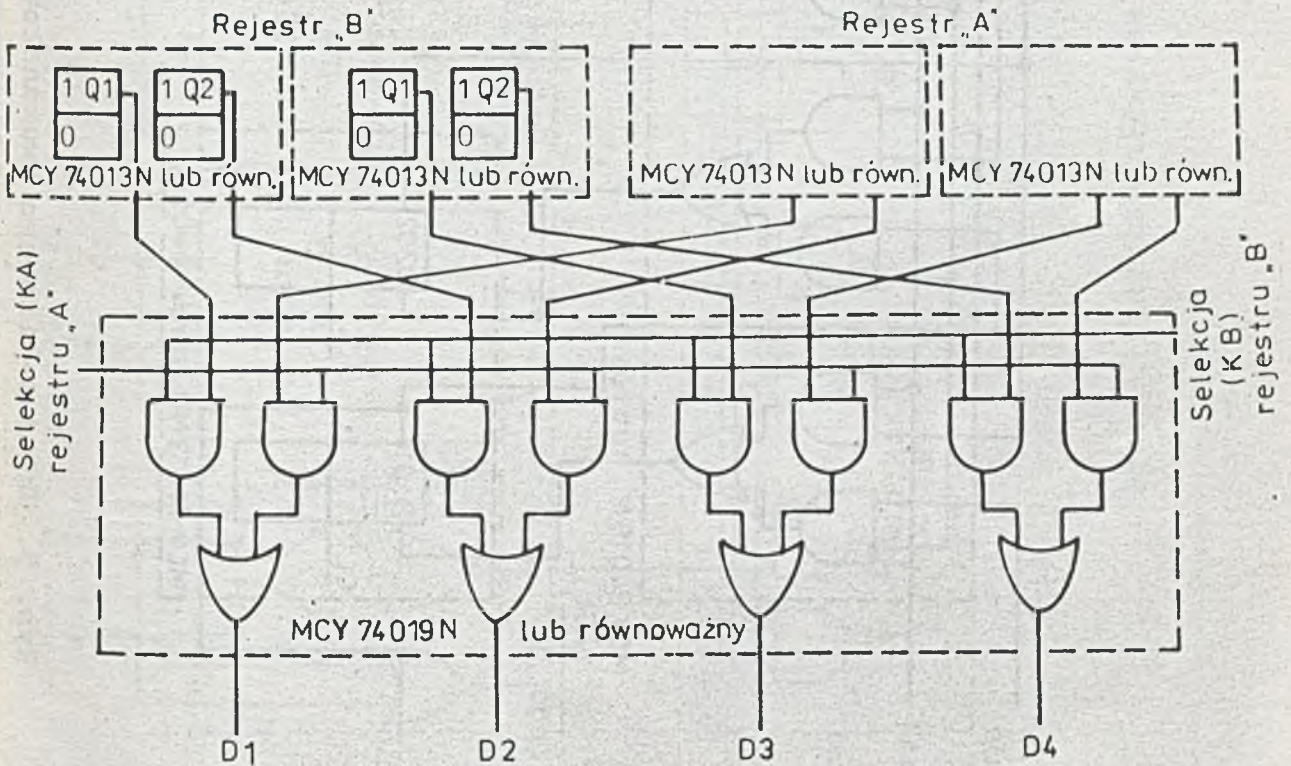 Rejestr „B"
Rejestr „A"
1 Q1
1 Q2
1 Q1
1 Q2
0
0
0
0
MCY 74013N lub równ.
MCY 74013N lub równ.
MCY 74013N lub równ.
MCY 74013N lub równ.
Selekcja (KA)
rejestru „A"
Selekcja
(KB)
rejestru „B"
MCY 74019N lub równoważny
D1
D2
D3
D4